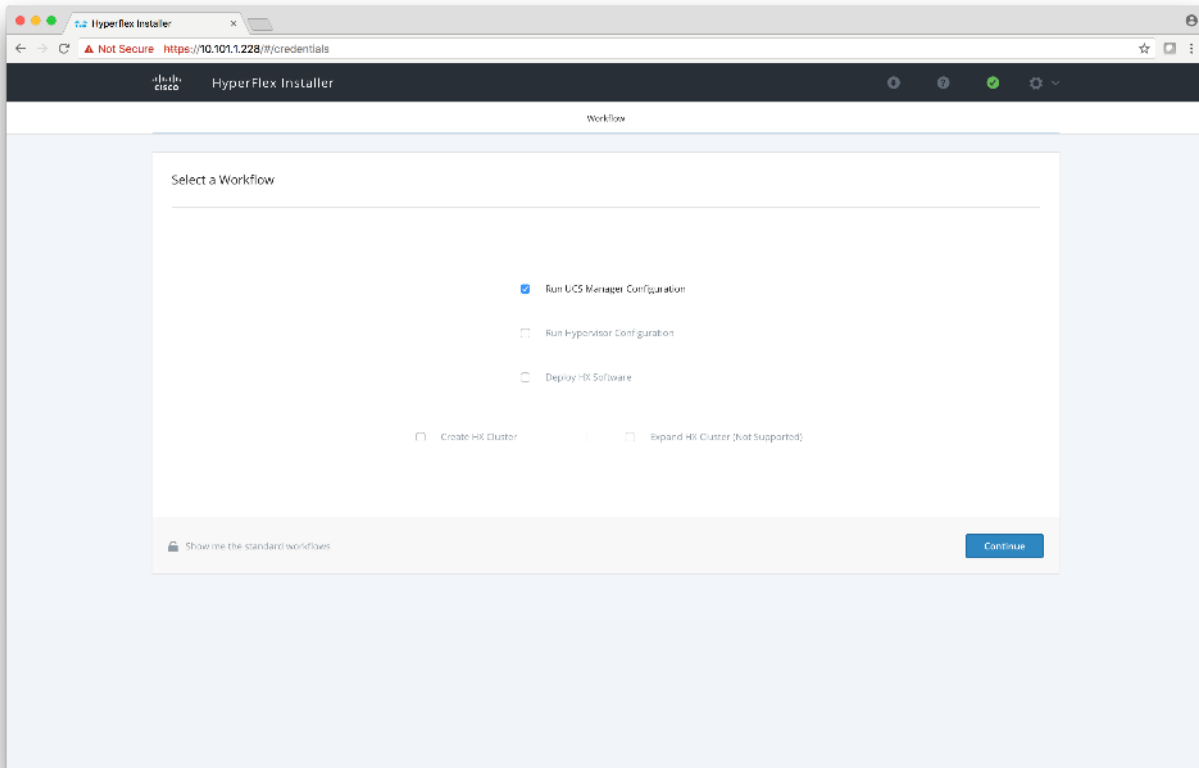 Hyperflex Installer
Not Secure https://10.101.1.228/#/credentials
CISCO HyperFlex Installer
Workflow
Select a Workflow
Run UCS Manager Configuration
Run Hypervisor Configuration
Deploy HX Software
Create HX Cluster Expand HX Cluster (Not Supported)
Show me the standard workflows Continue